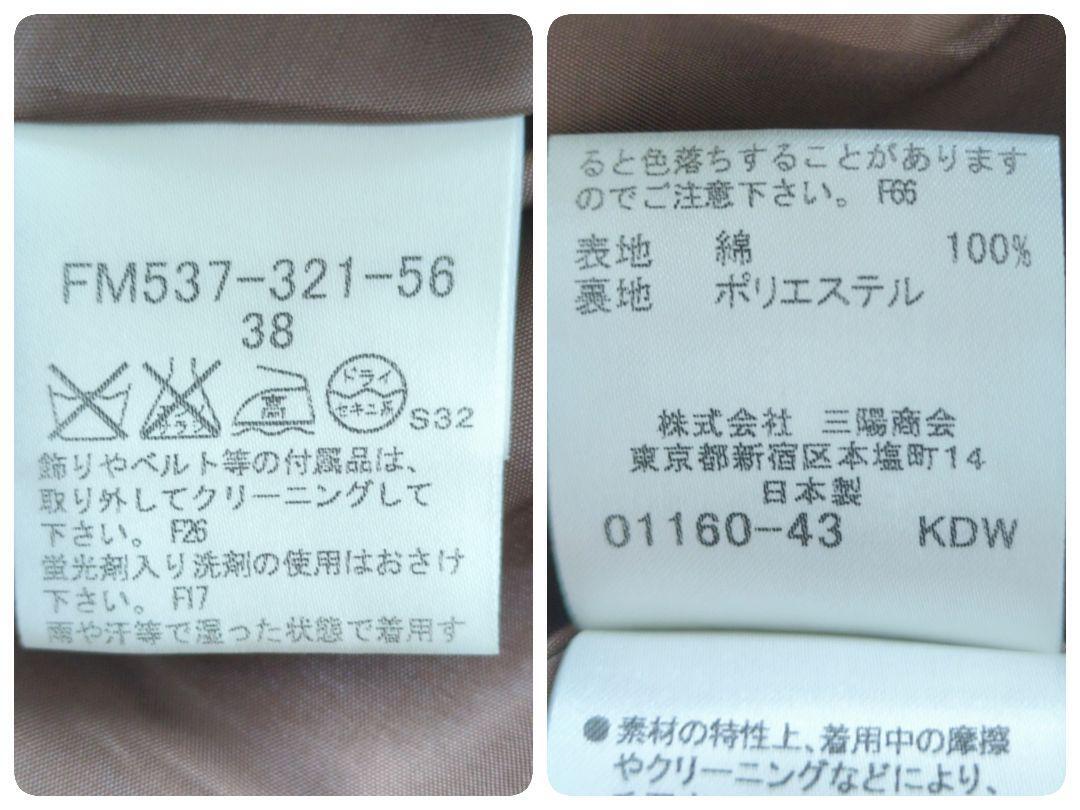 FM537-321-56
38
高
ドライ
セキユ系
S32
飾りやベルト等の付属品は、
取り外してクリーニングして
下さい。 F26
蛍光剤入り洗剤の使用はおさけ
下さい。 F17
雨や汗等で湿った状態で着用す
ると色落ちすることがあります
のでご注意下さい。 F66
表地 綿 100%
裏地 ポリエステル
株式会社 三陽商会
東京都新宿区本塩町14
日本製
01160-43 KDW
●素材の特性上、着用中の摩擦
やクリーニングなどにより、